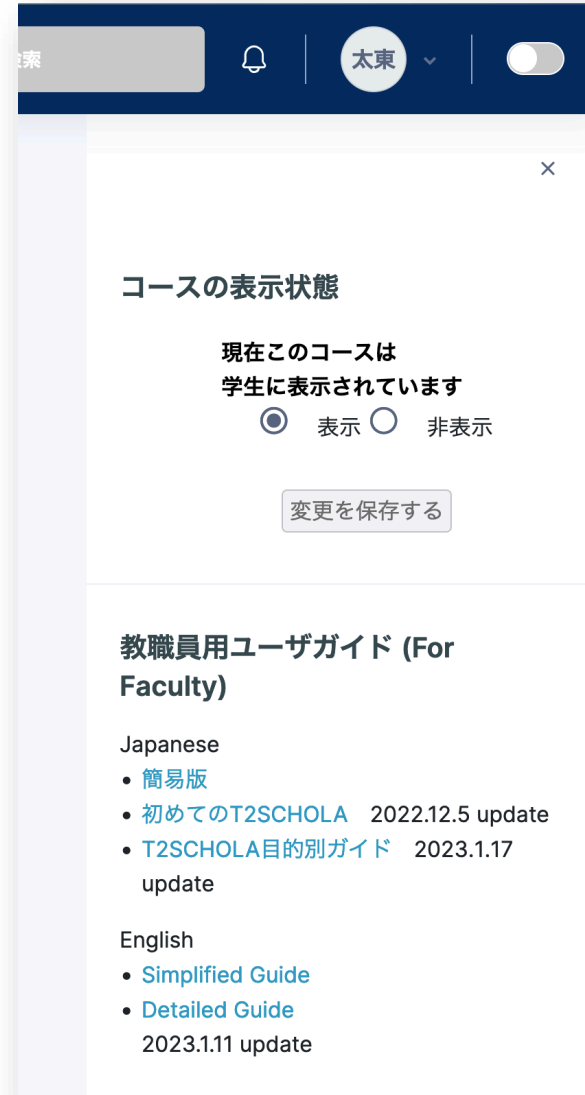 索
太東
×
コースの表示状態
現在このコースは
学生に表示されています
表示 非表示
変更を保存する
教職員用ユーザガイド (For
Faculty)
Japanese
• 簡易版
• 初めてのT2SCHOLA 2022.12.5 update
• T2SCHOLA目的別ガイド 2023.1.17
update
English
• Simplified Guide
• Detailed Guide
2023.1.11 update